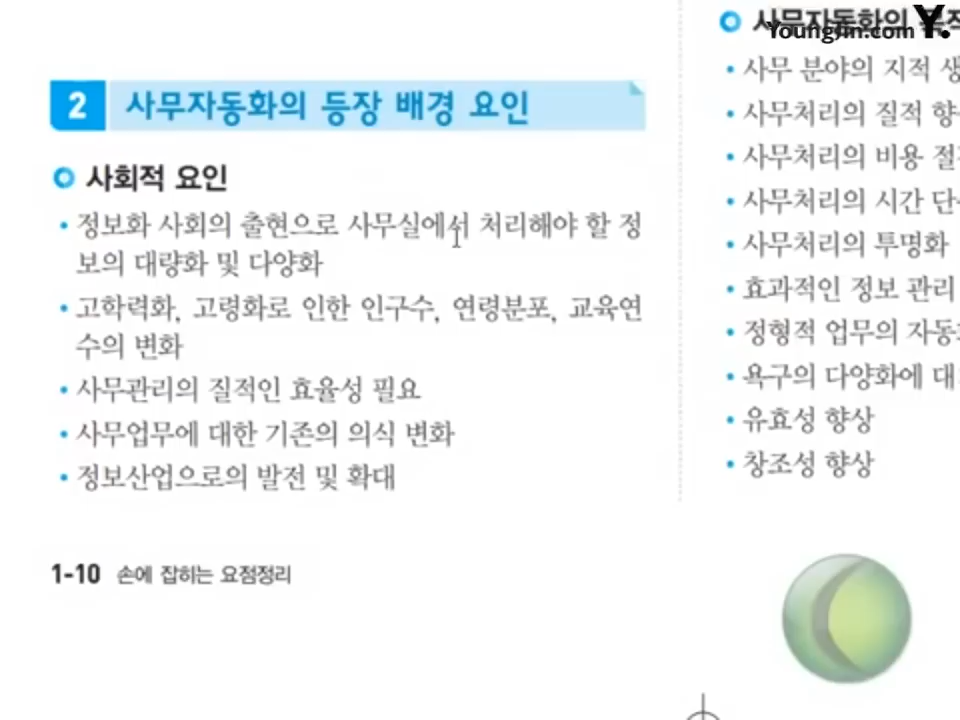 2 사무자동화의 등장 배경 요인
사회적 요인
• 정보화 사회의 출현으로 사무실에서 처리해야 할 정
보의 대량화 및 다양화
• 고학력화, 고령화로 인한 인구수, 연령분포, 교육연
수의 변화
• 사무관리의 질적인 효율성 필요
• 사무업무에 대한 기존의 의식 변화
• 정보산업으로의 발전 및 확대
1-10 손에 잡히는 요점정리
사무자동화의 목적
Youngjin.com Y.
• 사무 분야의 지적 생
• 사무처리의 질적 향
• 사무처리의 비용 절
• 사무처리의 시간 단
• 사무처리의 투명화
• 효과적인 정보 관리
• 정형적 업무의 자동
• 욕구의 다양화에 대
• 유효성 향상
• 창조성 향상